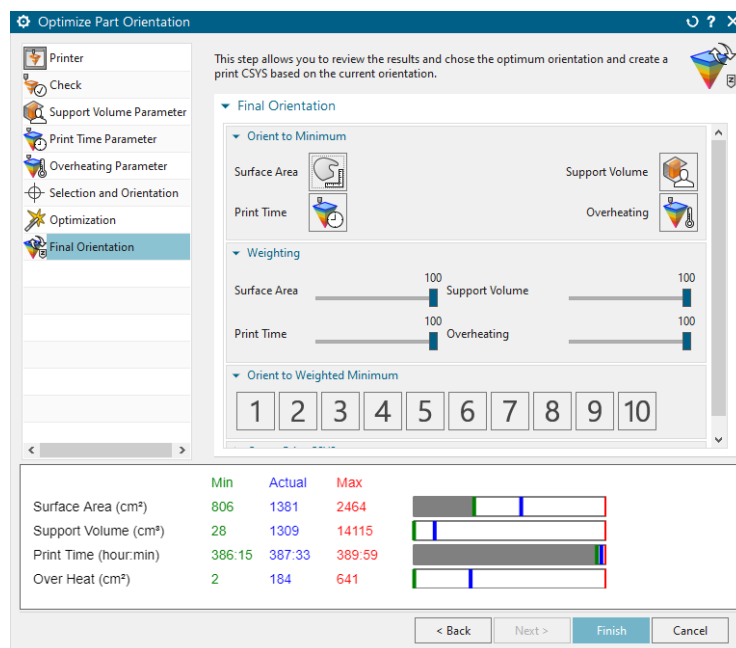 Optimize Part Orientation
Printer
Check
Support Volume Parameter
Print Time Parameter
Overheating Parameter
Selection and Orientation
Optimization
Final Orientation
This step allows you to review the results and chose the optimum orientation and create a
print CSYS based on the current orientation.
Final Orientation
Orient to Minimum
Surface Area Support Volume
Print Time Overheating
Weighting
100 100
Surface Area Support Volume
100 100
Print Time Overheating
Orient to Weighted Minimum
1 2 3 4 5 6 7 8 9 10
Min Actual Max
Surface Area (cm²) 806 1381 2464
Support Volume (cm³) 28 1309 14115
Print Time (hour:min) 386:15 387:33 389:59
Over Heat (cm²) 2 184 641
< Back Next > Finish Cancel